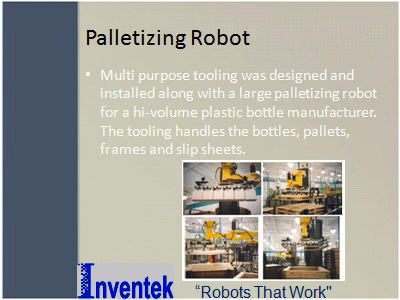 Palletizing Robot
• Multi purpose tooling was designed and
installed along with a large palletizing robot
for a hi-volume plastic bottle manufacturer.
The tooling handles the bottles, pallets,
frames and slip sheets.
Inventek
“Robots That Work"